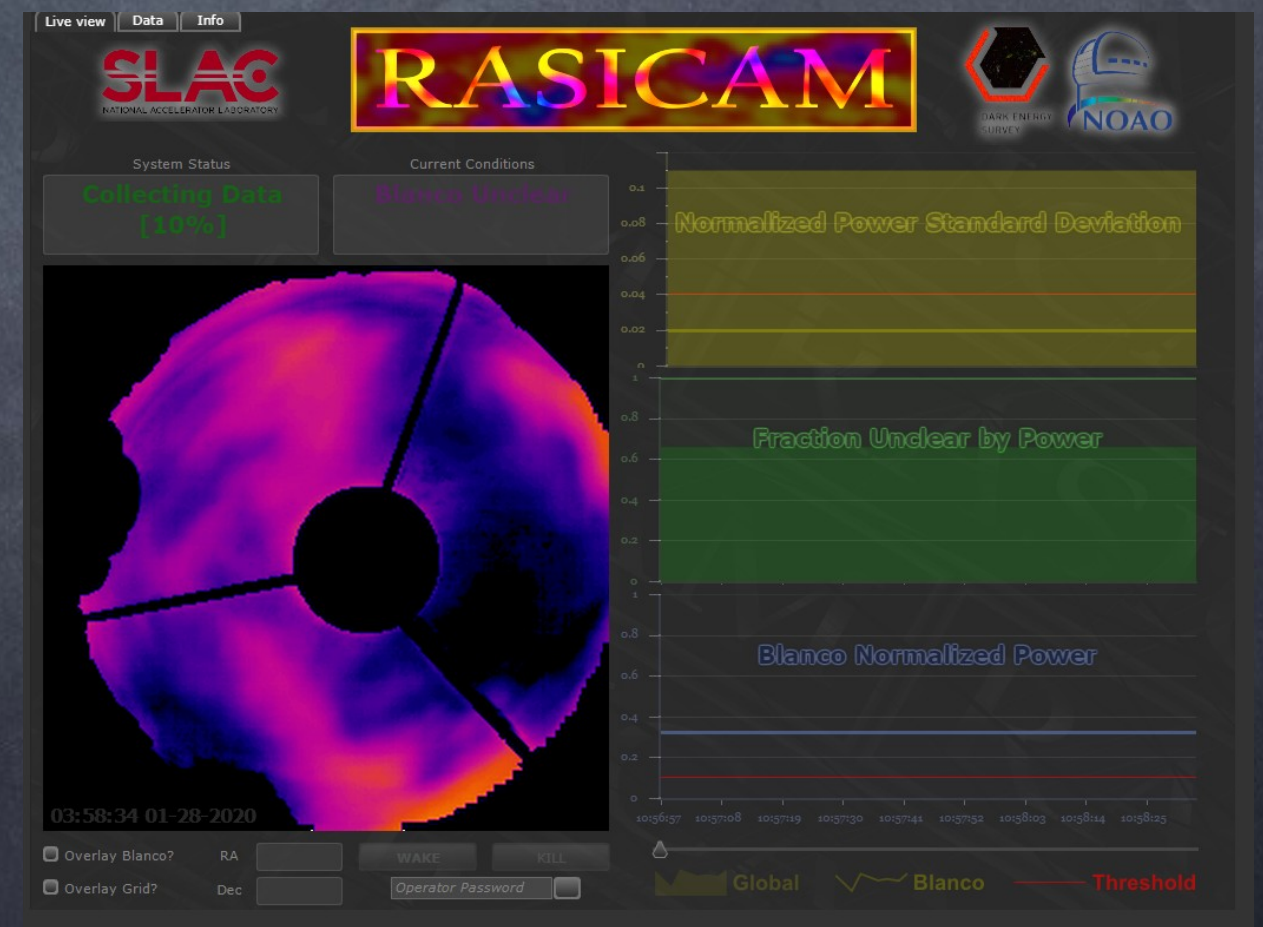 Live view
Data
Info
SLAC
NATIONAL ACCELERATOR LABORATORY
RASICAM
DARK ENERGY
SURVEY
NOAO
System Status
Collecting Data
[10%]
Current Conditions
Blanco Unclear
0.1
0.08
0.06
0.04
0.02
0
Normalized Power Standard Deviation
1
0.8
0.6
0.4
0.2
0
Fraction Unclear by Power
1
0.8
0.6
0.4
0.2
0
Blanco Normalized Power
10:56:57 10:57:08 10:57:19 10:57:30 10:57:41 10:57:52 10:58:03 10:58:14 10:58:25
03:58:34 01-28-2020
Overlay Blanco?
RA
WAKE
KILL
Overlay Grid?
Dec
Operator Password
Global
Blanco
Threshold